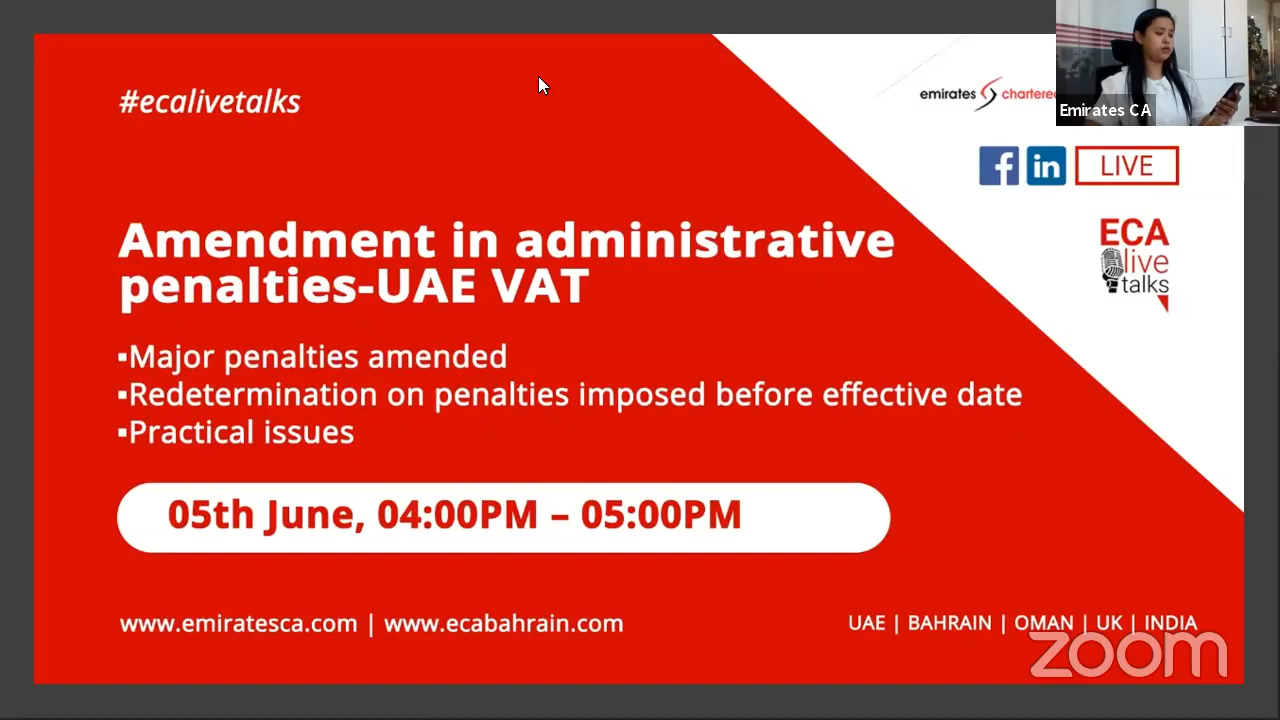 #ecalivetalks
emirates chartered
Emirates CA
f in LIVE
ECA
live
talks
Amendment in administrative
penalties-UAE VAT
▪Major penalties amended
▪Redetermination on penalties imposed before effective date
▪Practical issues
05th June, 04:00PM – 05:00PM
www.emiratesca.com | www.ecabahrain.com
UAE | BAHRAIN | OMAN | UK | INDIA
zoom